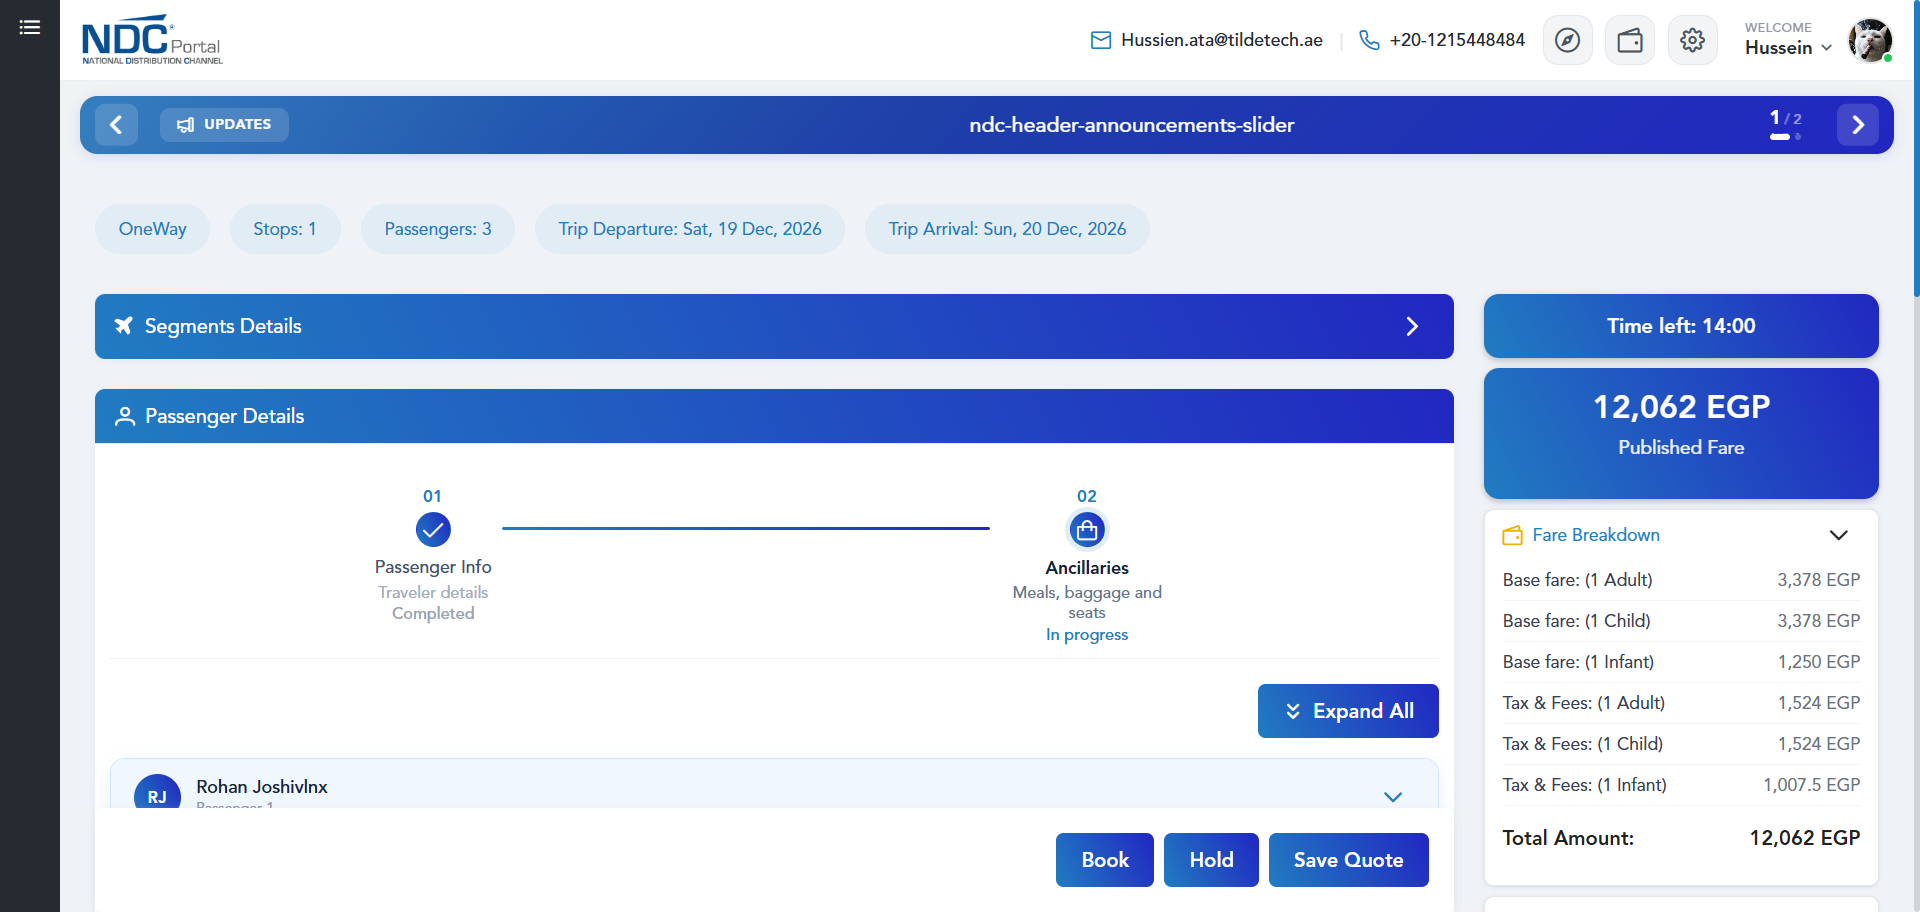 NDC® Portal
NATIONAL DISTRIBUTION CHANNEL
Hussien.ata@tildetech.ae
+20-1215448484
WELCOME
Hussein
UPDATES
ndc-header-announcements-slider
1 / 2
OneWay
Stops: 1
Passengers: 3
Trip Departure: Sat, 19 Dec, 2026
Trip Arrival: Sun, 20 Dec, 2026
Segments Details
Passenger Details
01
Passenger Info
Traveler details
Completed
02
Ancillaries
Meals, baggage and
seats
In progress
Expand All
RJ
Rohan Joshivlnx
Passenger 1
Book
Hold
Save Quote
Time left: 14:00
12,062 EGP
Published Fare
Fare Breakdown
Base fare: (1 Adult) 3,378 EGP
Base fare: (1 Child) 3,378 EGP
Base fare: (1 Infant) 1,250 EGP
Tax & Fees: (1 Adult) 1,524 EGP
Tax & Fees: (1 Child) 1,524 EGP
Tax & Fees: (1 Infant) 1,007.5 EGP
Total Amount: 12,062 EGP